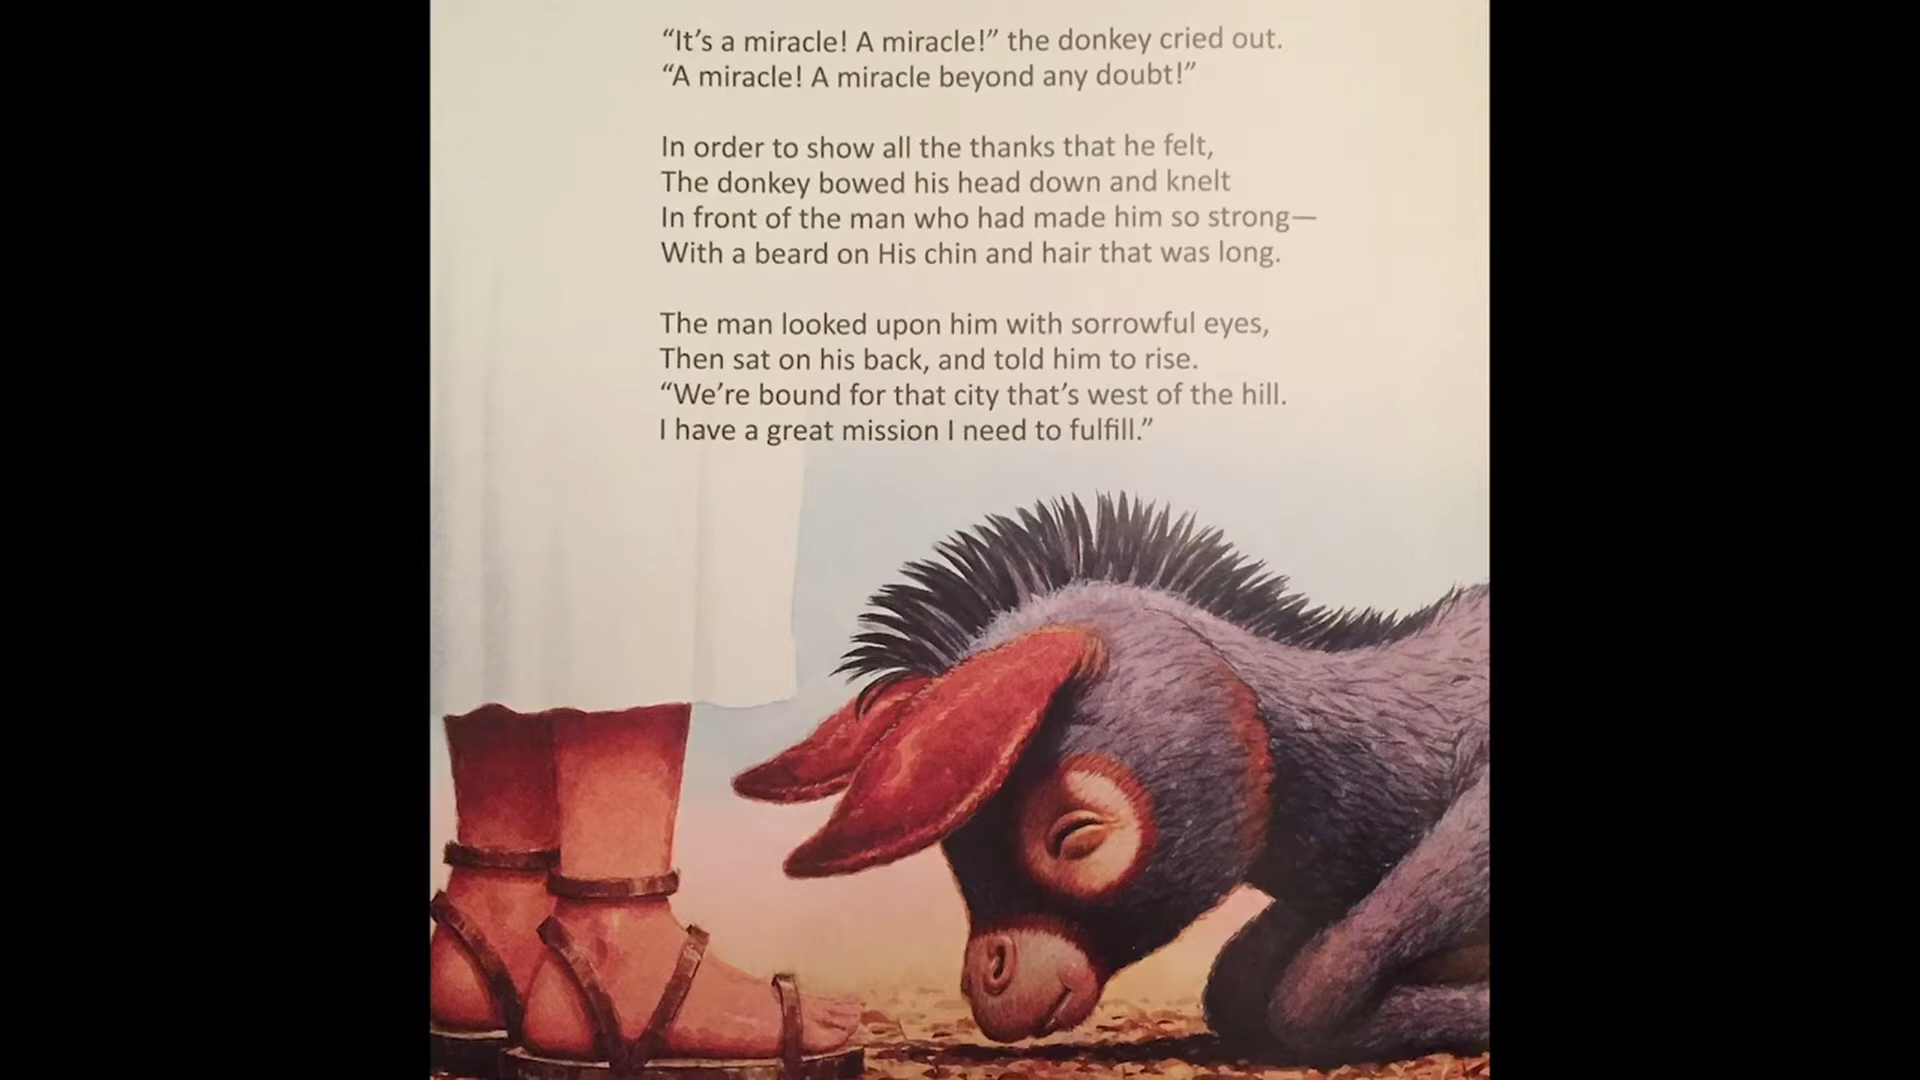 “It’s a miracle! A miracle!” the donkey cried out.
“A miracle! A miracle beyond any doubt!”
In order to show all the thanks that he felt,
The donkey bowed his head down and knelt
In front of the man who had made him so strong—
With a beard on His chin and hair that was long.
The man looked upon him with sorrowful eyes,
Then sat on his back, and told him to rise.
“We’re bound for that city that’s west of the hill.
I have a great mission I need to fulfill.”